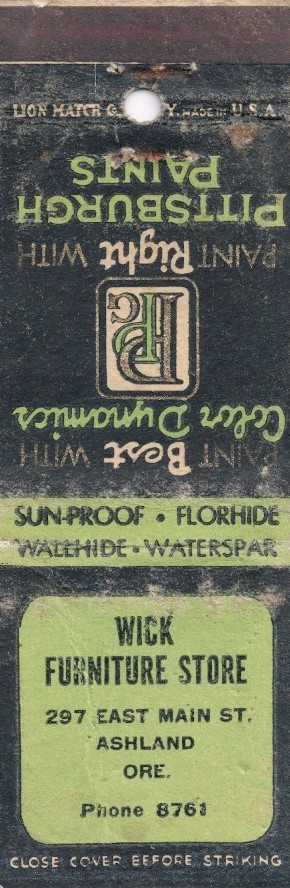 LION MATCH C Y. MADE IN U.S.A.
PAINT Right WITH
PITTSBURGH
PAINTS
PAINT Best WITH
Color Dynamics
PPGC
SUN-PROOF • FLORHIDE
WALLHIDE • WATERSPAR
WICK
FURNITURE STORE
297 EAST MAIN ST.
ASHLAND
ORE.
Phone 8761
CLOSE COVER BEFORE STRIKING